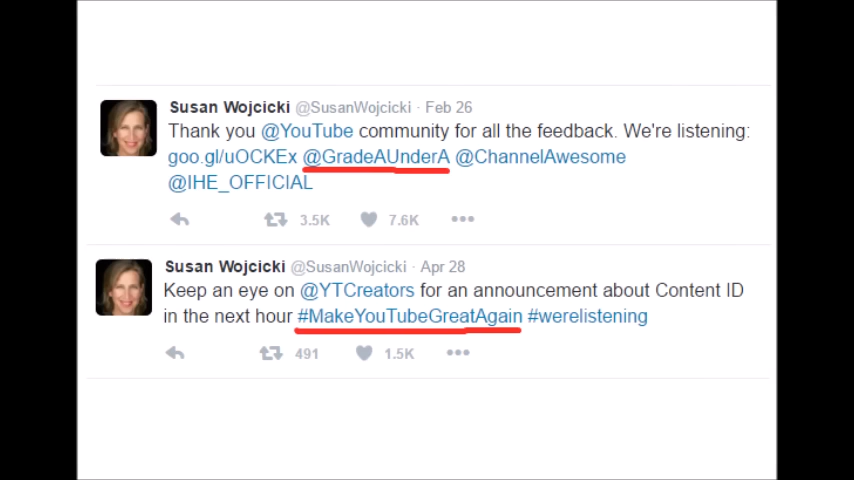 Susan Wojcicki @SusanWojcicki · Feb 26
Thank you @YouTube community for all the feedback. We're listening:
goo.gl/uOCKEx @GradeAUnderA @ChannelAwesome
@IHE_OFFICIAL
3.5K 7.6K
Susan Wojcicki @SusanWojcicki · Apr 28
Keep an eye on @YTCreators for an announcement about Content ID
in the next hour #MakeYouTubeGreatAgain #werelistening
491 1.5K